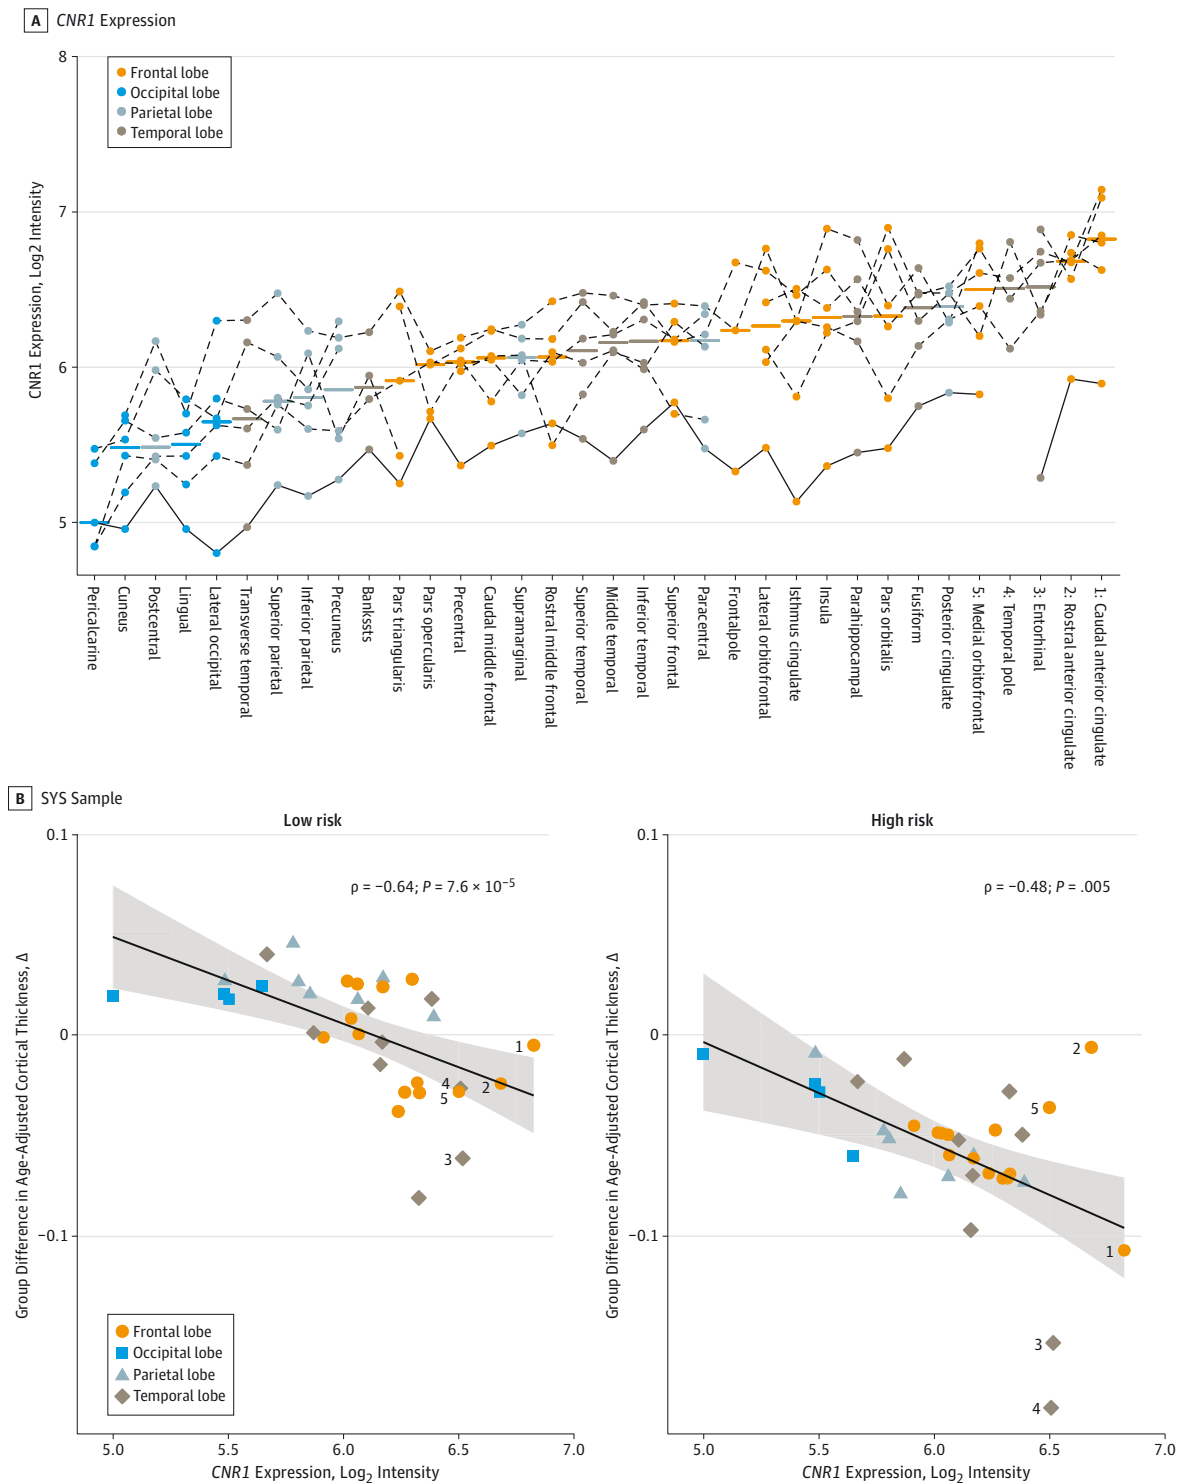 A CNR1 Expression
8
7
6
5
CNR1 Expression, Log2 Intensity
Frontal lobe
Occipital lobe
Parietal lobe
Temporal lobe
Pericalcarine
Cuneus
Postcentral
Lingual
Lateral occipital
Transverse temporal
Superior parietal
Inferior parietal
Precuneus
Bankssts
Pars triangularis
Pars opercularis
Precentral
Caudal middle frontal
Supramarginal
Rostral middle frontal
Superior temporal
Middle temporal
Inferior temporal
Superior frontal
Paracentral
Frontalpole
Lateral orbitofrontal
Isthmus cingulate
Insula
Parahippocampal
Pars orbitalis
Fusiform
Posterior cingulate
5: Medial orbitofrontal
4: Temporal pole
3: Entorhinal
2: Rostral anterior cingulate
1: Caudal anterior cingulate
B SYS Sample
Low risk
0.1
0
−0.1
Group Difference in Age-Adjusted Cortical Thickness, Δ
ρ = −0.64; P = 7.6 × 10−5
1
4
2
5
3
Frontal lobe
Occipital lobe
Parietal lobe
Temporal lobe
5.0 5.5 6.0 6.5 7.0
CNR1 Expression, Log2 Intensity
High risk
0.1
0
−0.1
Group Difference in Age-Adjusted Cortical Thickness, Δ
ρ = −0.48; P = .005
2
5
1
3
4
5.0 5.5 6.0 6.5 7.0
CNR1 Expression, Log2 Intensity